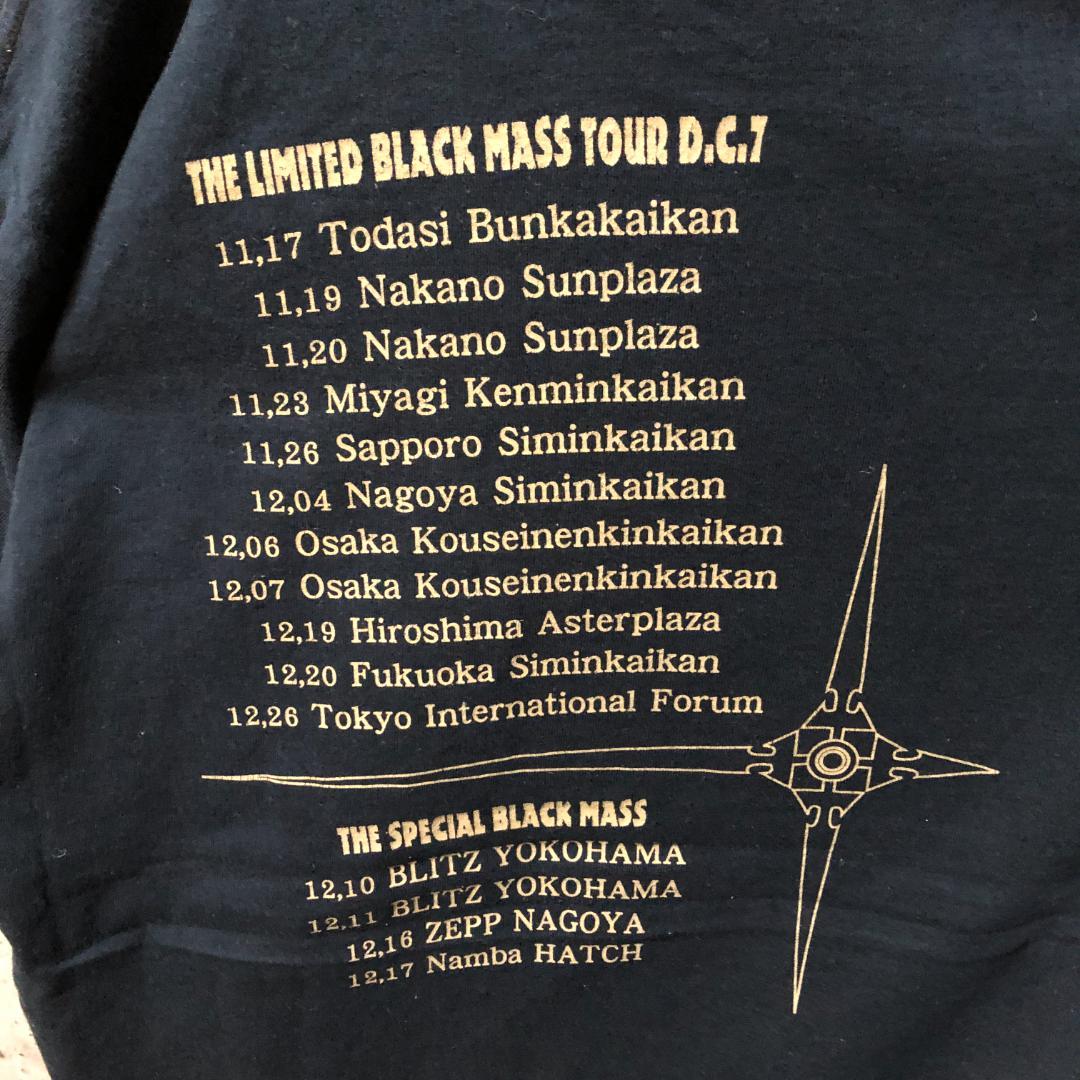 THE LIMITED BLACK MASS TOUR D.C.7
11,17 Todasi Bunkakaikan
11,19 Nakano Sunplaza
11,20 Nakano Sunplaza
11,23 Miyagi Kenminkaikan
11,26 Sapporo Siminkaikan
12,04 Nagoya Siminkaikan
12,06 Osaka Kouseinenkinkaikan
12,07 Osaka Kouseinenkinkaikan
12,19 Hiroshima Asterplaza
12,20 Fukuoka Siminkaikan
12,26 Tokyo International Forum
THE SPECIAL BLACK MASS
12,10 BLITZ YOKOHAMA
12,11 BLITZ YOKOHAMA
12,16 ZEPP NAGOYA
12,17 Namba HATCH